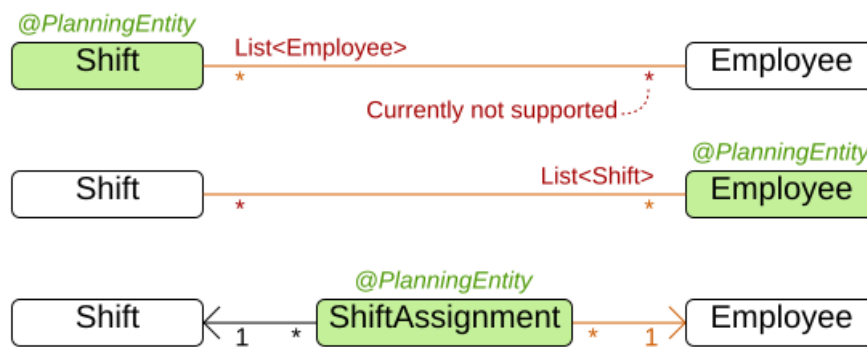 @PlanningEntity
Shift List<Employee> Employee
* *
Currently not supported
@PlanningEntity
Shift List<Shift> Employee
* *
@PlanningEntity
Shift ShiftAssignment Employee
1 * * 1